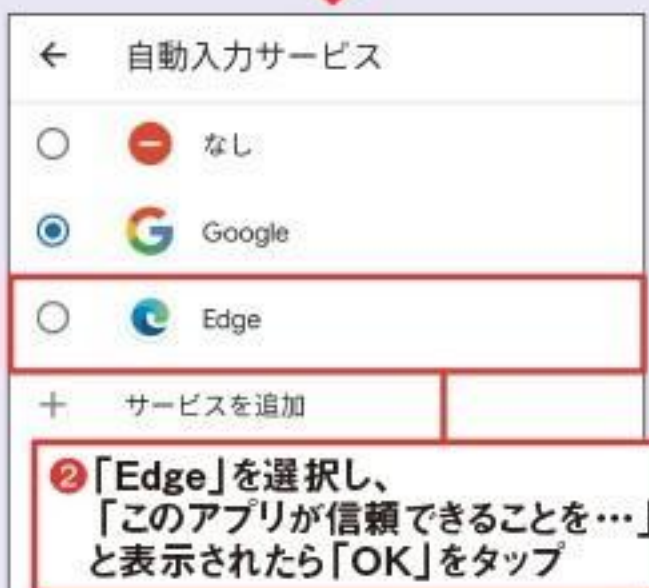 自動入力サービス
なし
Google
Edge
サービスを追加
❷「Edge」を選択し、
「このアプリが信頼できることを…」
と表示されたら「OK」をタップ